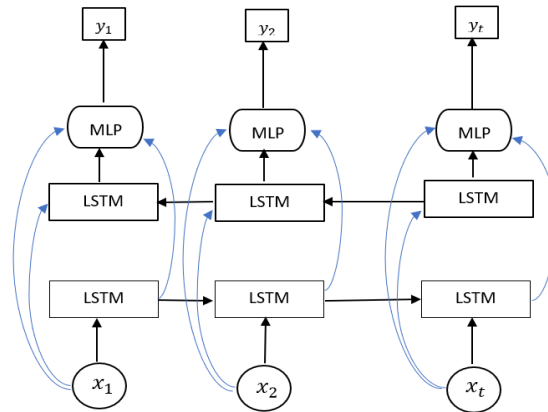 y₁ y₂ yₜ
MLP MLP MLP
LSTM LSTM LSTM
LSTM LSTM LSTM
x₁ x₂ xₜ